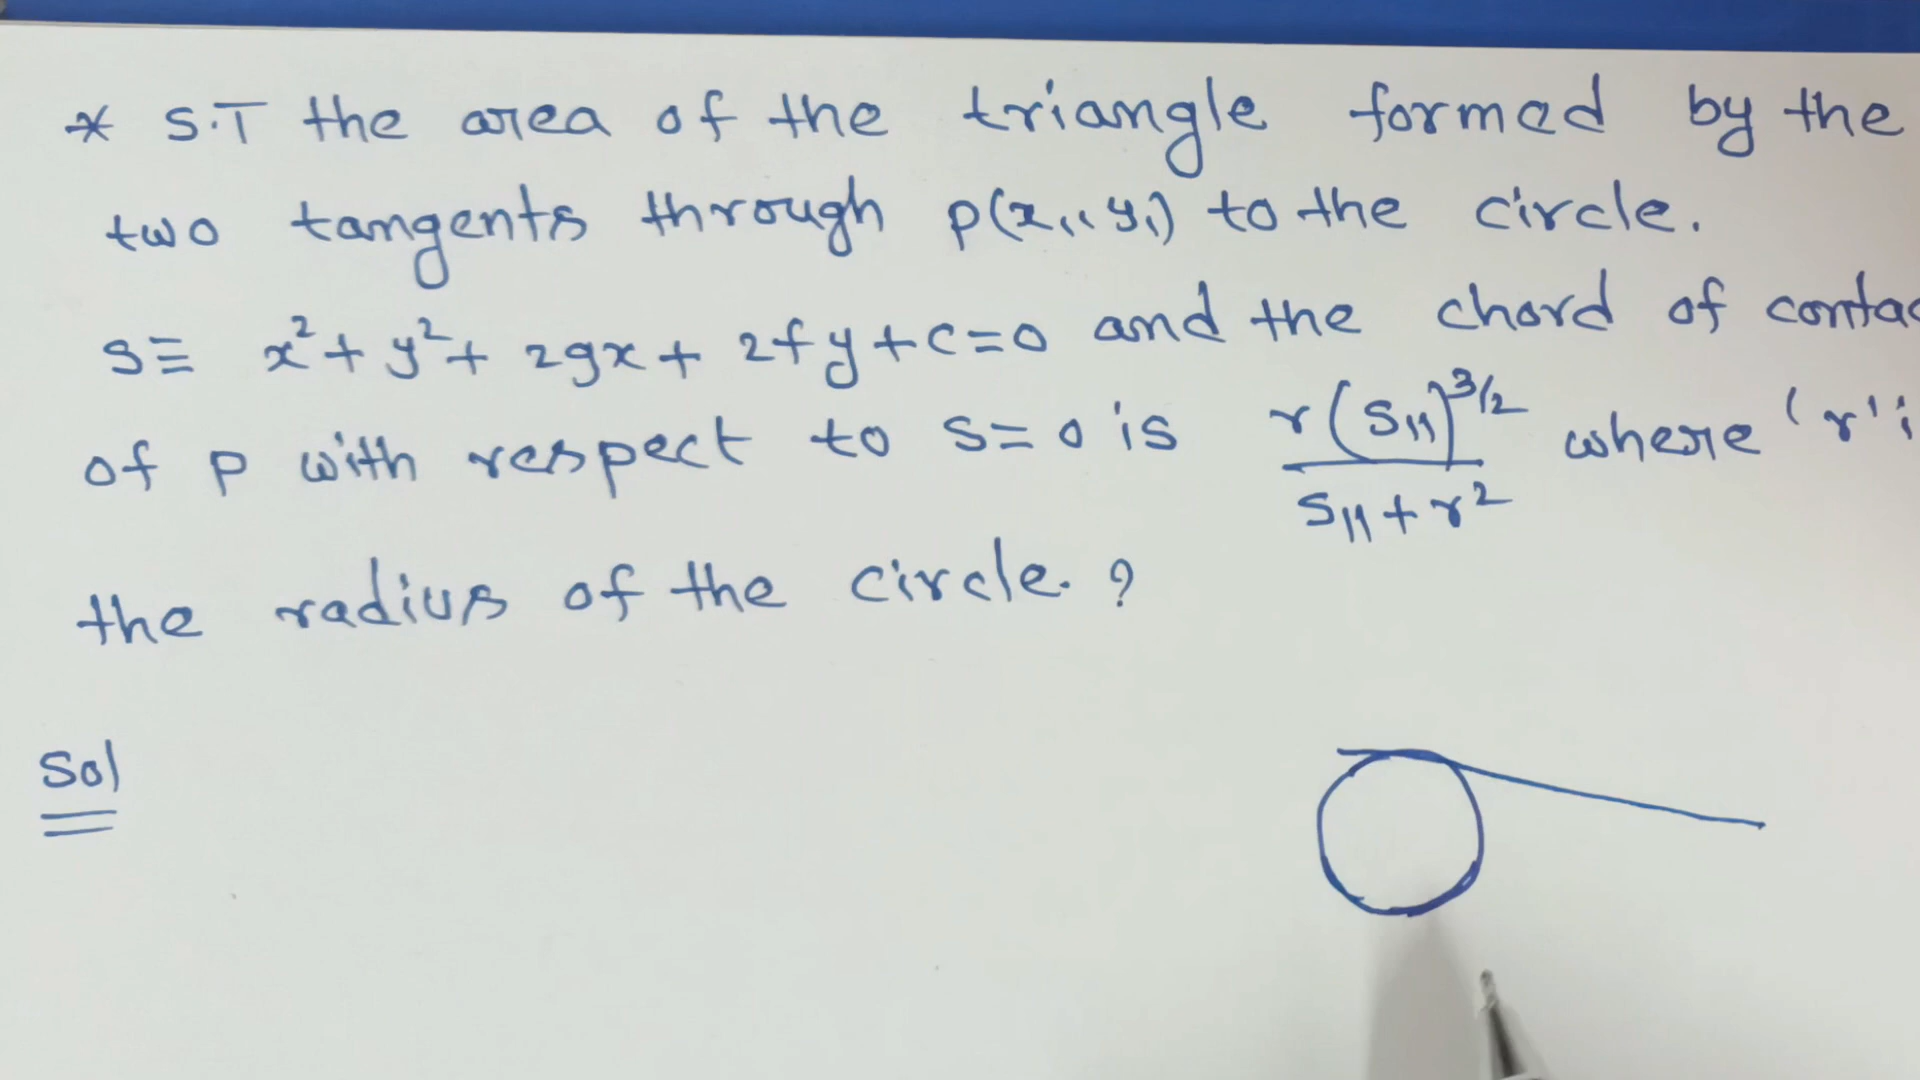 * S.T the area of the triangle formed by the
two tangents through P(x₁, y₁) to the circle.
S≡ x²+ y²+ 2gx+ 2fy+c=0 and the chord of contac
of P with respect to S=0 is r(S₁₁)^3/2 / S₁₁+r² where 'r' i
the radius of the circle. ?
Sol